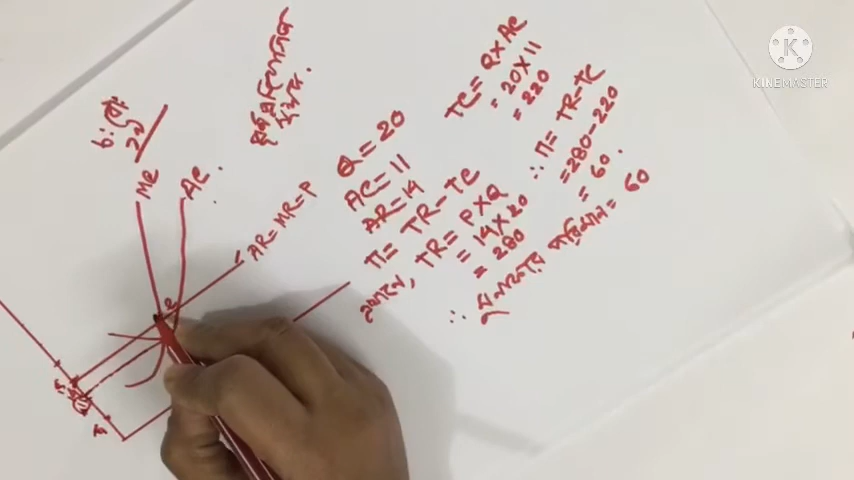 MC
AC
AR=MR=P
e
Q = 20
AC = 11
AR = 14
π = TR - TC
TR = P×Q
= 14 × 20
= 280
∴ মুনাফার পরিমাণ = 60
TC = Q×AC
= 20 × 11
= 220
∴ π = TR-TC
= 280-220
= 60.
KINEMASTER